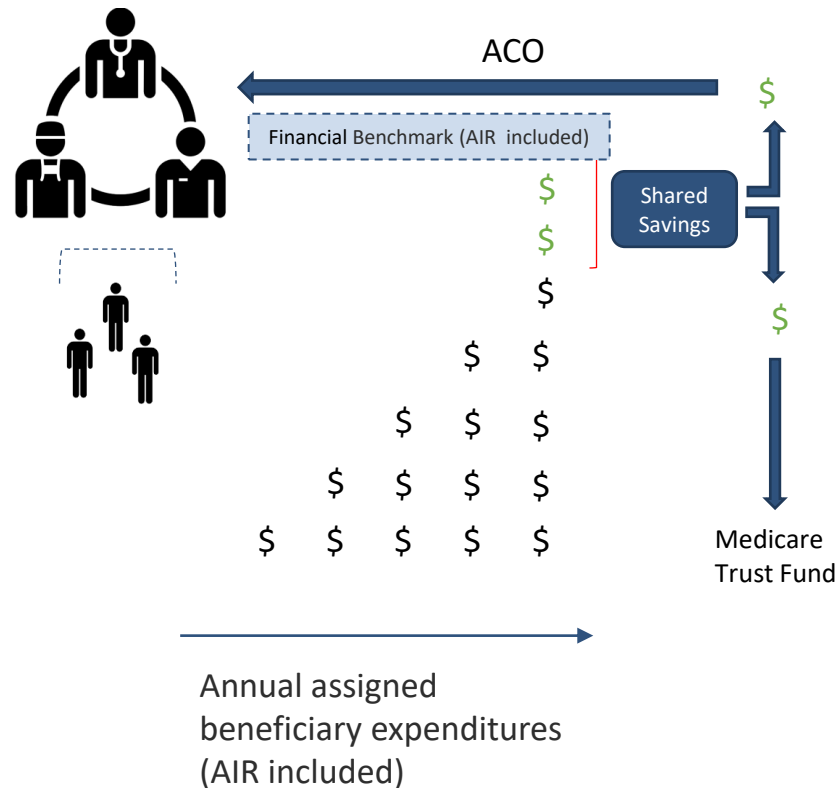 ACO
$
Financial Benchmark (AIR included)
$
Shared
Savings
$
$
$
$ $
$ $ $
$ $ $ $
$ $ $ $ $
Medicare
Trust Fund
Annual assigned
beneficiary expenditures
(AIR included)